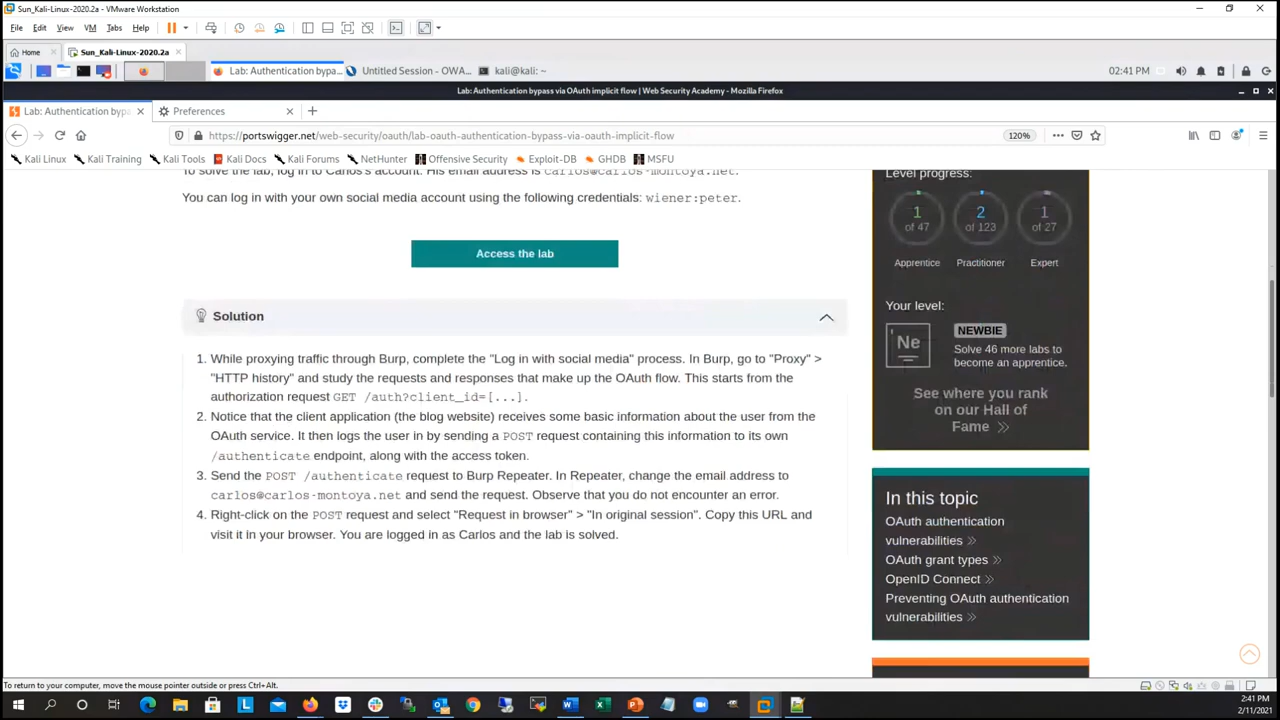 Sun_Kali-Linux-2020.2a - VMware Workstation
File Edit View VM Tabs Help
Home Sun_Kali-Linux-2020.2a
Lab: Authentication bypa... Untitled Session - OWA... kali@kali: ~ 02:41 PM
Lab: Authentication bypass via OAuth implicit flow | Web Security Academy - Mozilla Firefox
Lab: Authentication bypa Preferences
https://portswigger.net/web-security/oauth/lab-oauth-authentication-bypass-via-oauth-implicit-flow 120%
Kali Linux Kali Training Kali Tools Kali Docs Kali Forums NetHunter Offensive Security Exploit-DB GHDB MSFU
To solve the lab, log in to Carlos's account. His email address is carlos@carlos-montoya.net.
You can log in with your own social media account using the following credentials: wiener:peter.
Access the lab
Solution
1. While proxying traffic through Burp, complete the "Log in with social media" process. In Burp, go to "Proxy" >
"HTTP history" and study the requests and responses that make up the OAuth flow. This starts from the
authorization request GET /auth?client_id=[...].
2. Notice that the client application (the blog website) receives some basic information about the user from the
OAuth service. It then logs the user in by sending a POST request containing this information to its own
/authenticate endpoint, along with the access token.
3. Send the POST /authenticate request to Burp Repeater. In Repeater, change the email address to
carlos@carlos-montoya.net and send the request. Observe that you do not encounter an error.
4. Right-click on the POST request and select "Request in browser" > "In original session". Copy this URL and
visit it in your browser. You are logged in as Carlos and the lab is solved.
Level progress:
1 2 1
of 47 of 123 of 27
Apprentice Practitioner Expert
Your level:
Ne
NEWBIE
Solve 46 more labs to
become an apprentice.
See where you rank
on our Hall of
Fame
In this topic
OAuth authentication
vulnerabilities
OAuth grant types
OpenID Connect
Preventing OAuth authentication
vulnerabilities
To return to your computer, move the mouse pointer outside or press Ctrl+Alt.
2:41 PM
2/11/2021